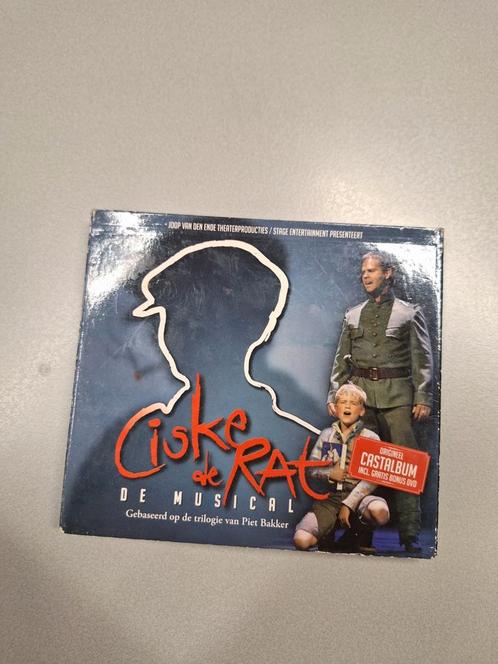 JOOP VAN DEN ENDE THEATERPRODUCTIES / STAGE ENTERTAINMENT PRESENTEERT
Ciske
de RAT
DE MUSICAL
Gebaseerd op de trilogie van Piet Bakker
ORIGINEEL
CASTALBUM
INCL. GRATIS BONUS DVD